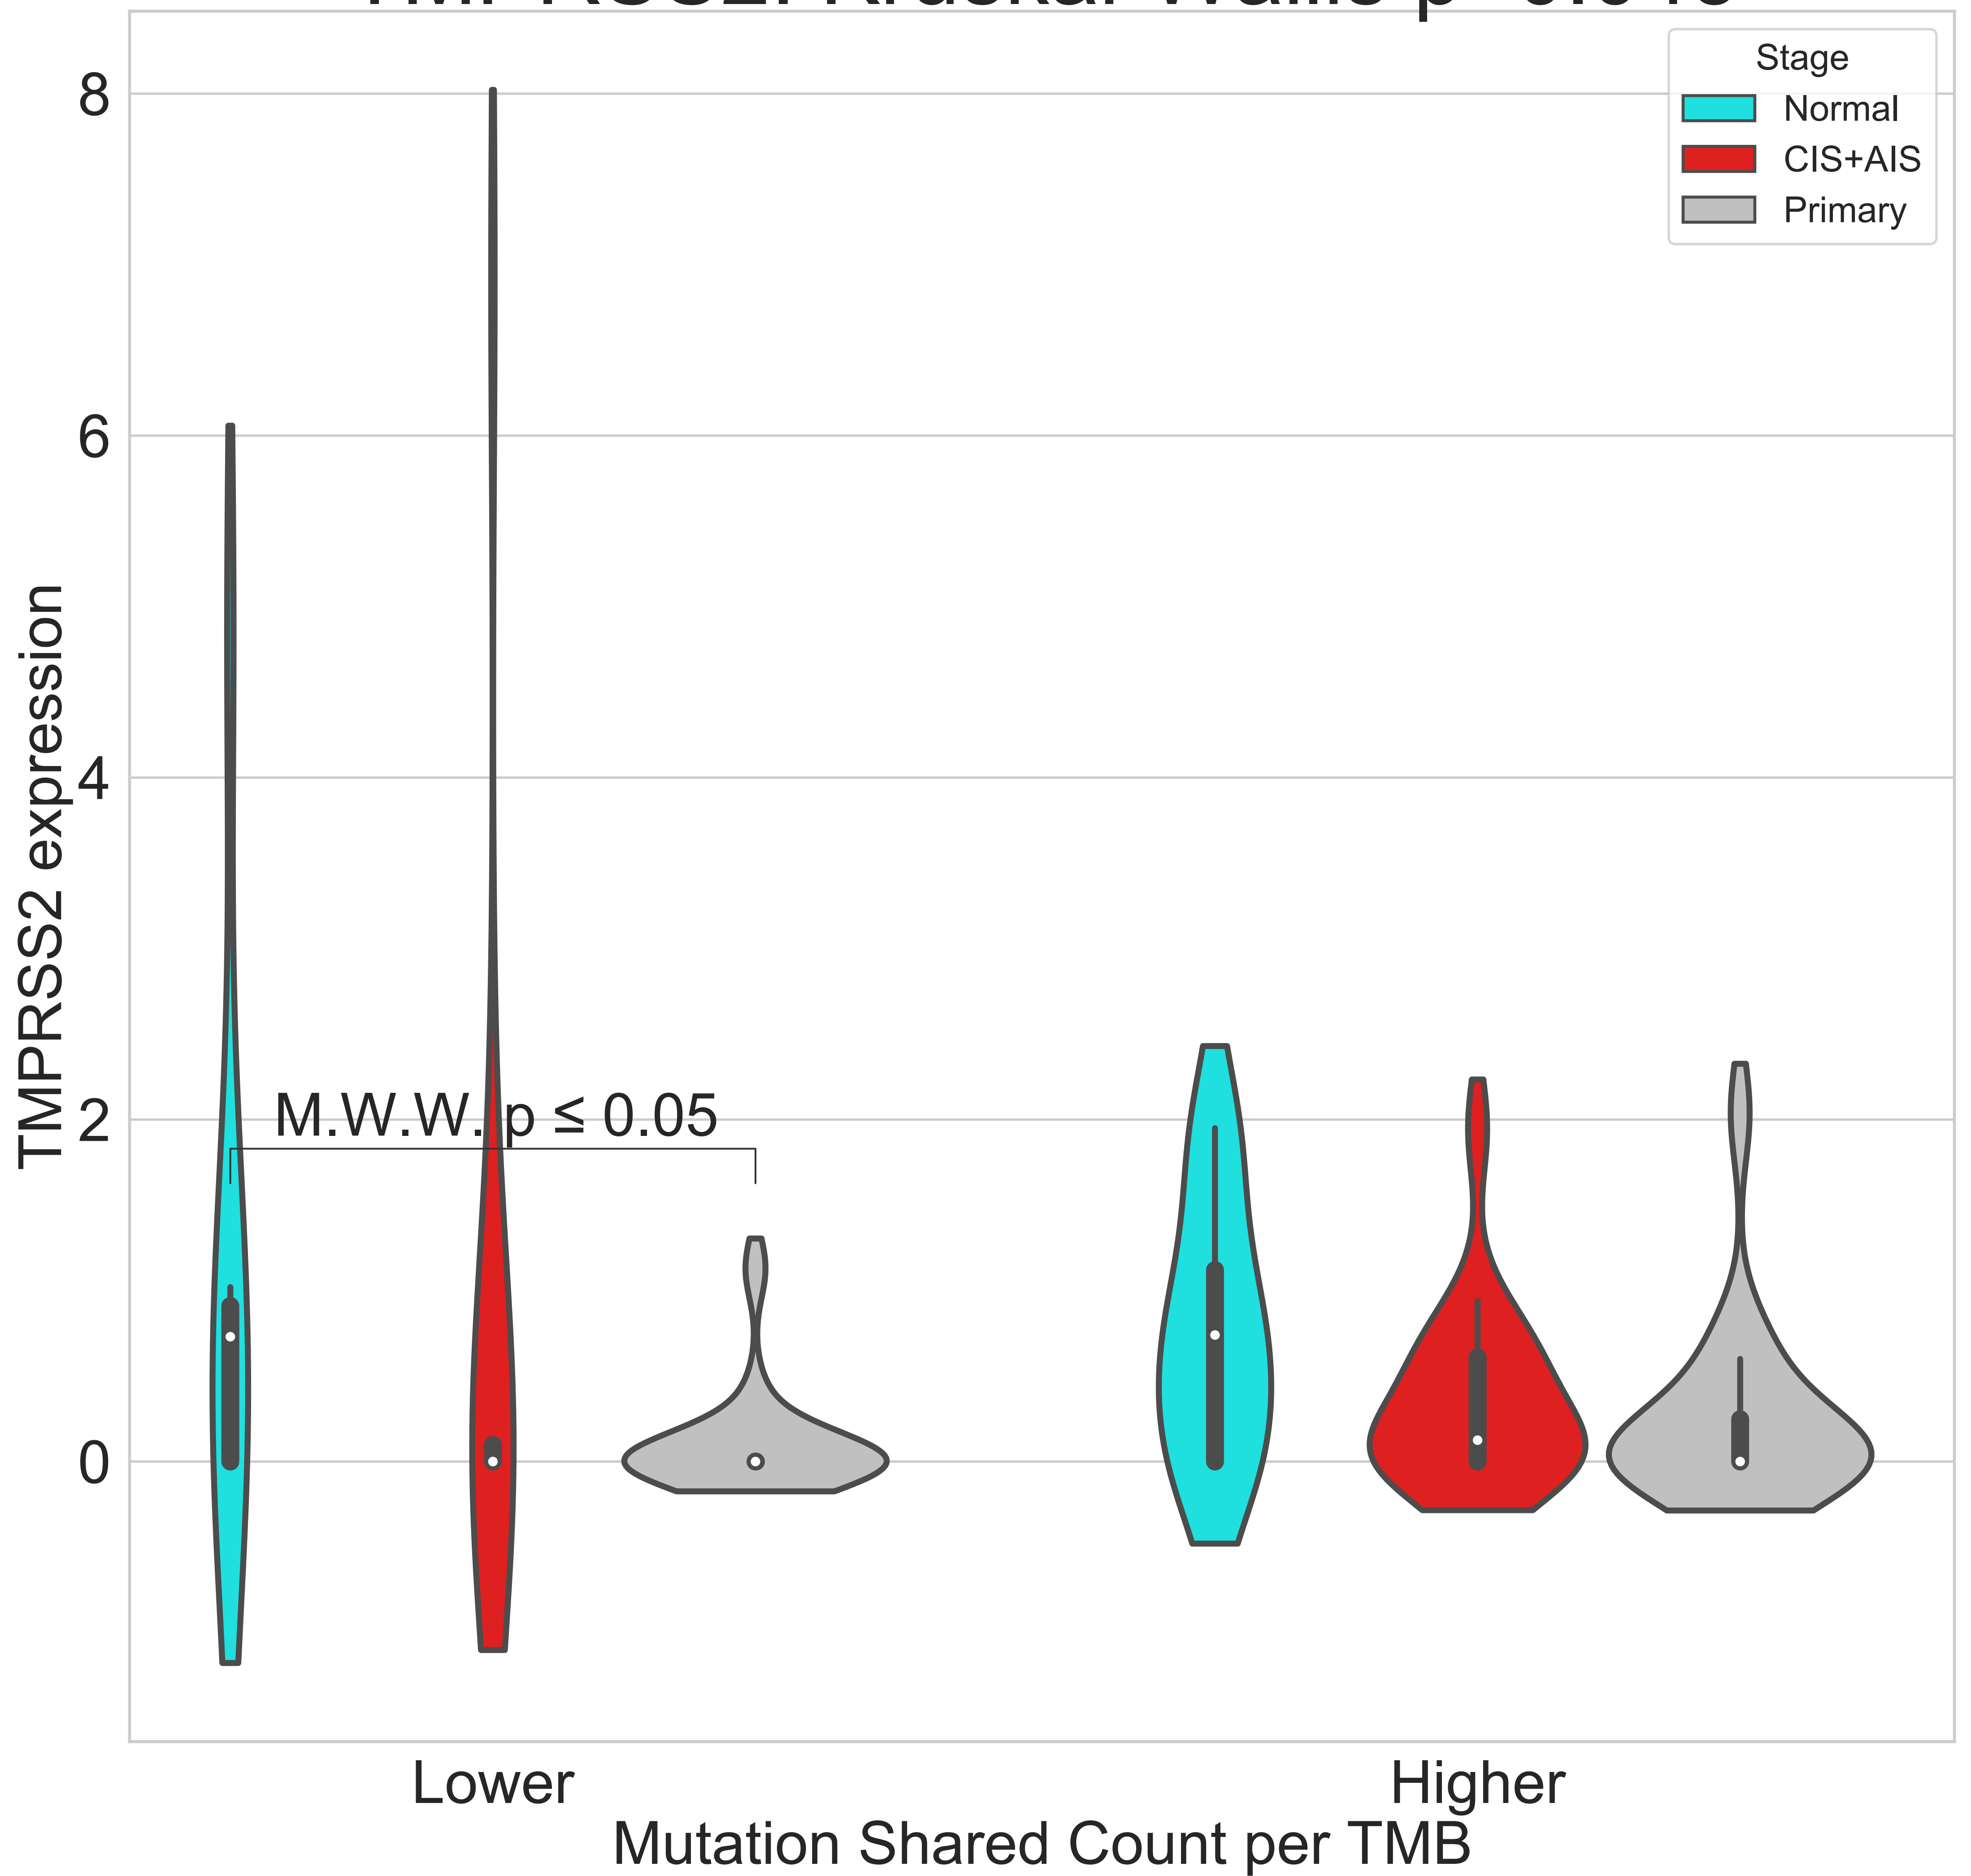 Stage
Normal
CIS+AIS
Primary
8
6
4
2
0
TMPRSS2 expression
M.W.W. p ≤ 0.05
Lower
Higher
Mutation Shared Count per TMB